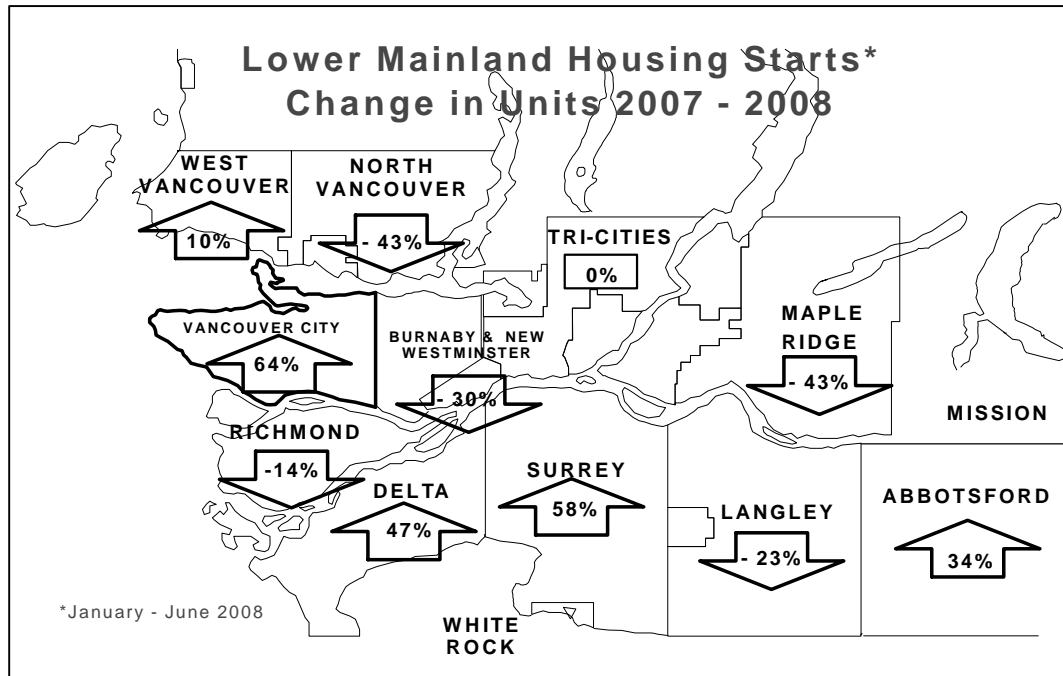 Lower Mainland Housing Starts*
Change in Units 2007 - 2008
WEST
VANCOUVER
10%
NORTH
VANCOUVER
- 43%
TRI-CITIES
0%
VANCOUVER CITY
64%
BURNABY & NEW
WESTMINSTER
- 30%
MAPLE
RIDGE
- 43%
MISSION
RICHMOND
-14%
DELTA
47%
SURREY
58%
LANGLEY
- 23%
ABBOTSFORD
34%
*January - June 2008
WHITE
ROCK